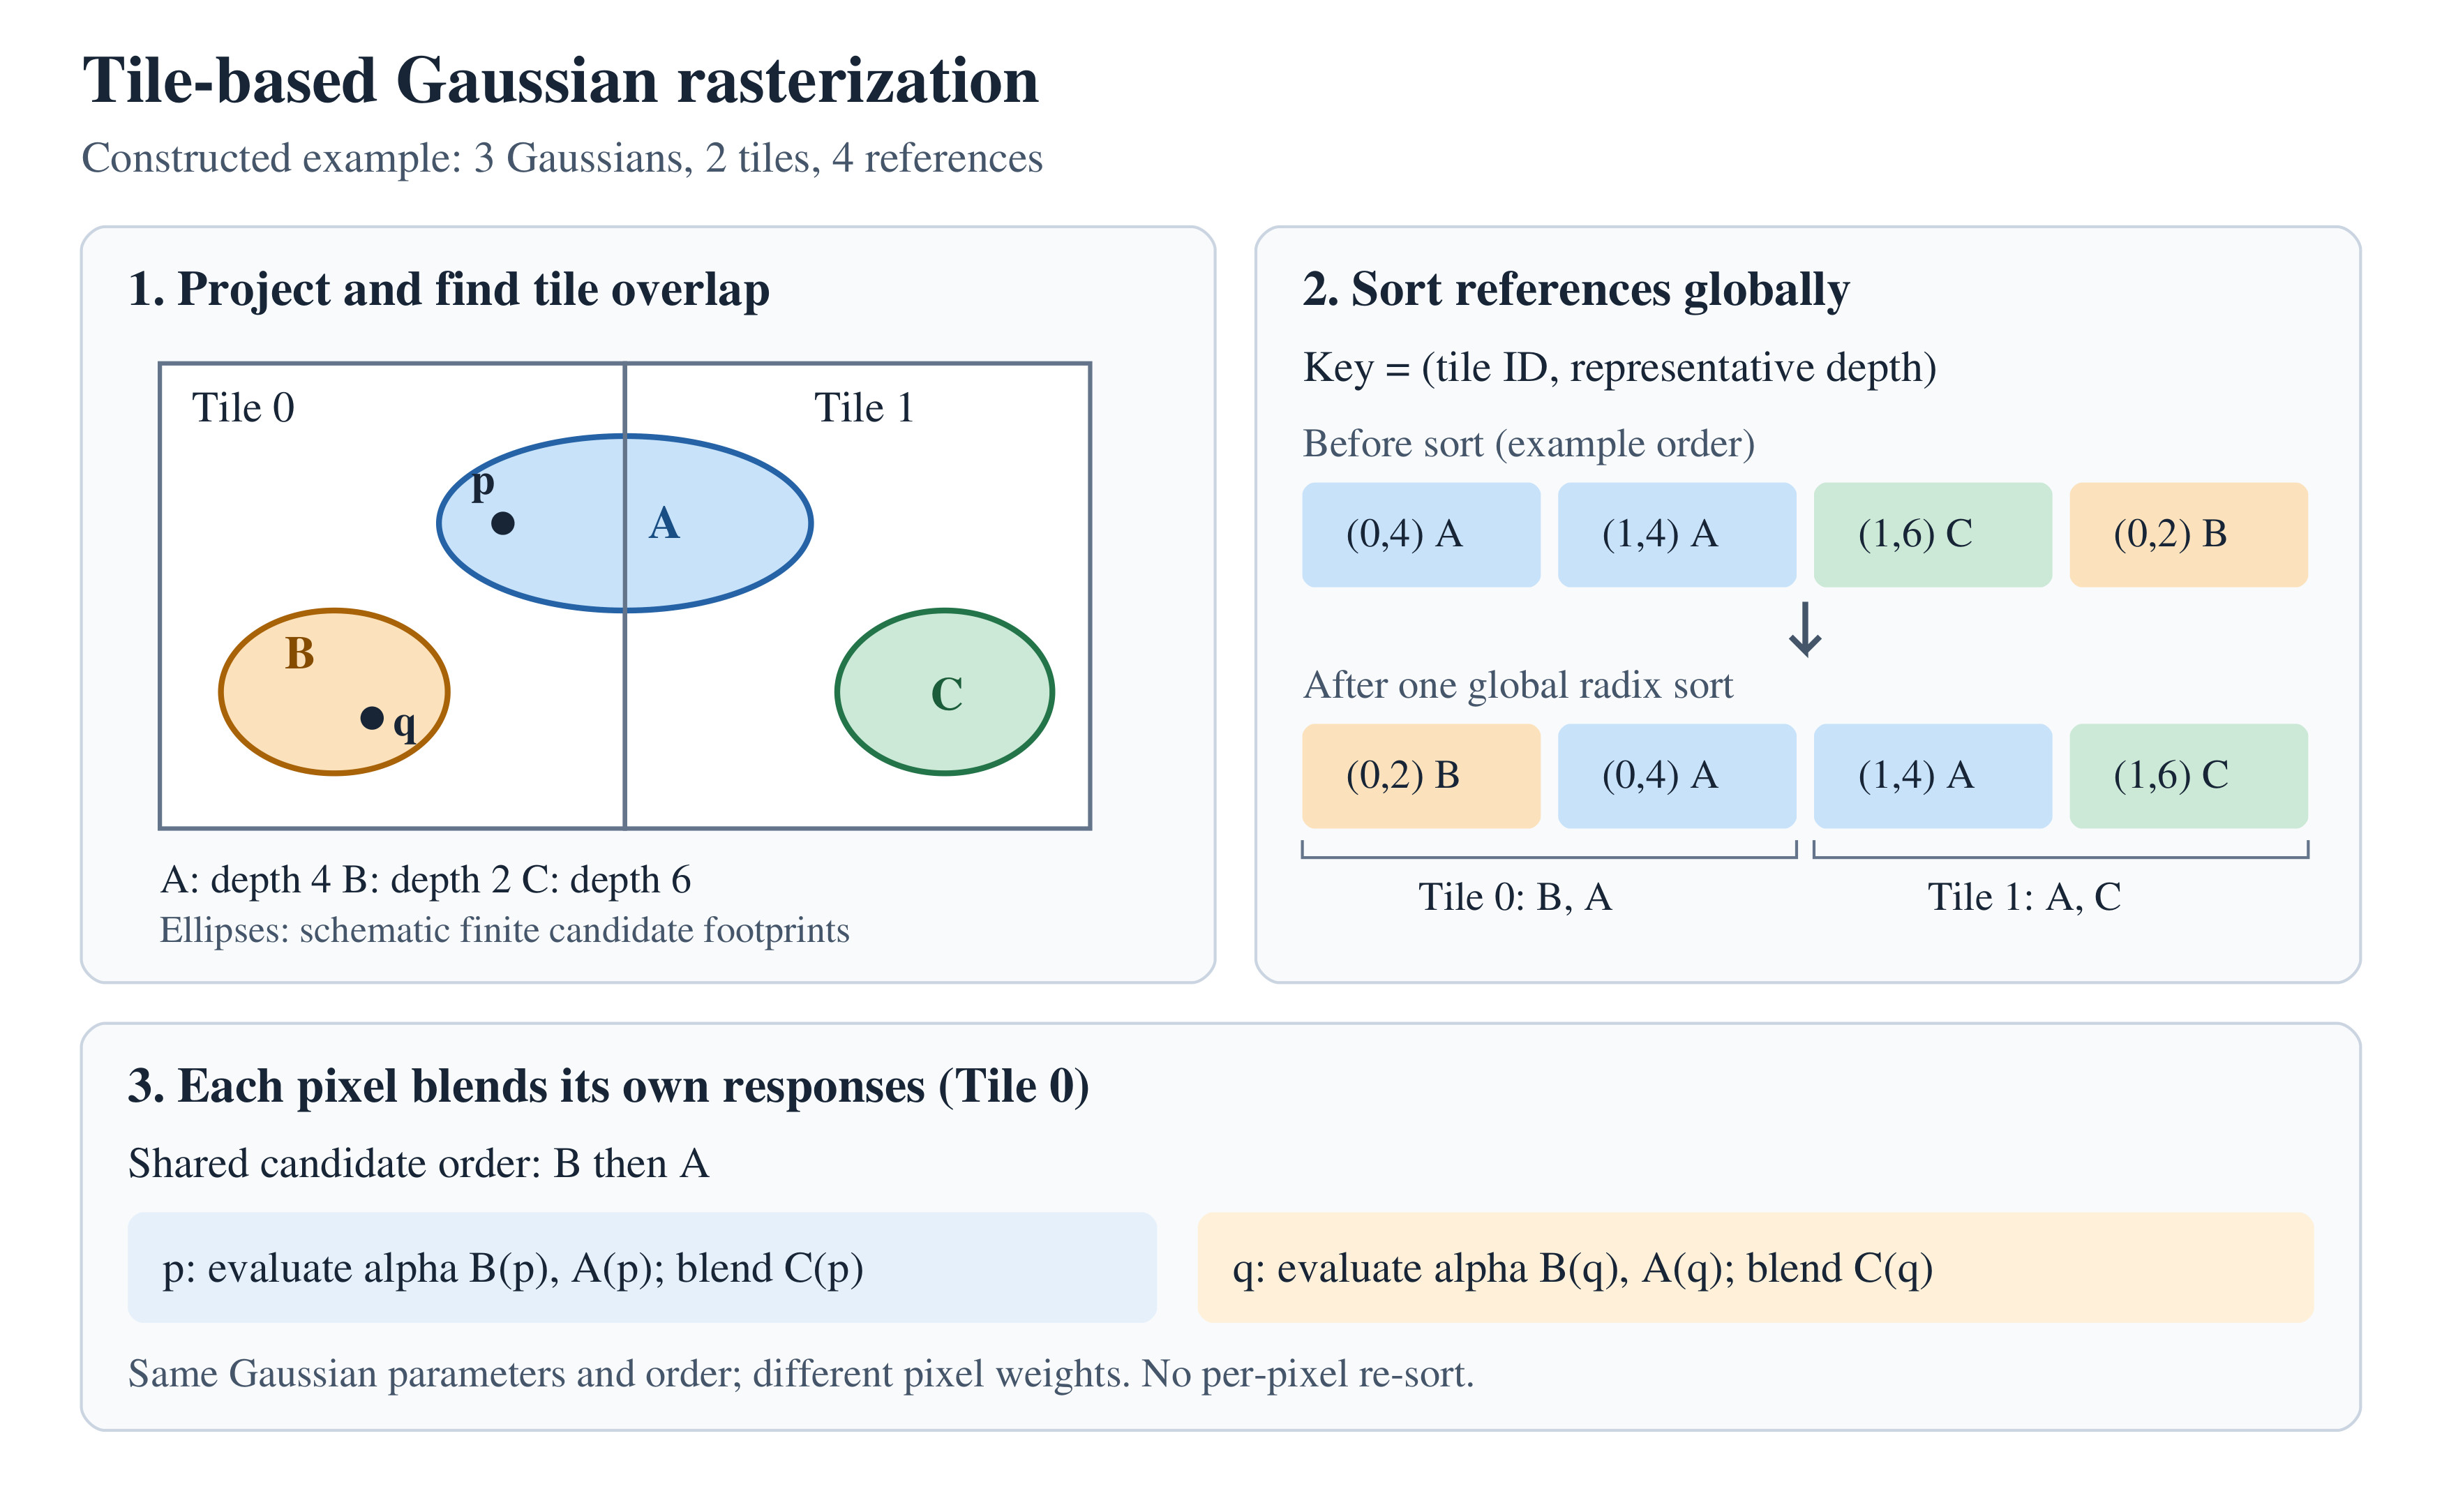 Tile-based Gaussian rasterization
Constructed example: 3 Gaussians, 2 tiles, 4 references
1. Project and find tile overlap
Tile 0
Tile 1
p
A
B
q
C
A: depth 4 B: depth 2 C: depth 6
Ellipses: schematic finite candidate footprints
2. Sort references globally
Key = (tile ID, representative depth)
Before sort (example order)
(0,4) A
(1,4) A
(1,6) C
(0,2) B
After one global radix sort
(0,2) B
(0,4) A
(1,4) A
(1,6) C
Tile 0: B, A
Tile 1: A, C
3. Each pixel blends its own responses (Tile 0)
Shared candidate order: B then A
p: evaluate alpha B(p), A(p); blend C(p)
q: evaluate alpha B(q), A(q); blend C(q)
Same Gaussian parameters and order; different pixel weights. No per-pixel re-sort.